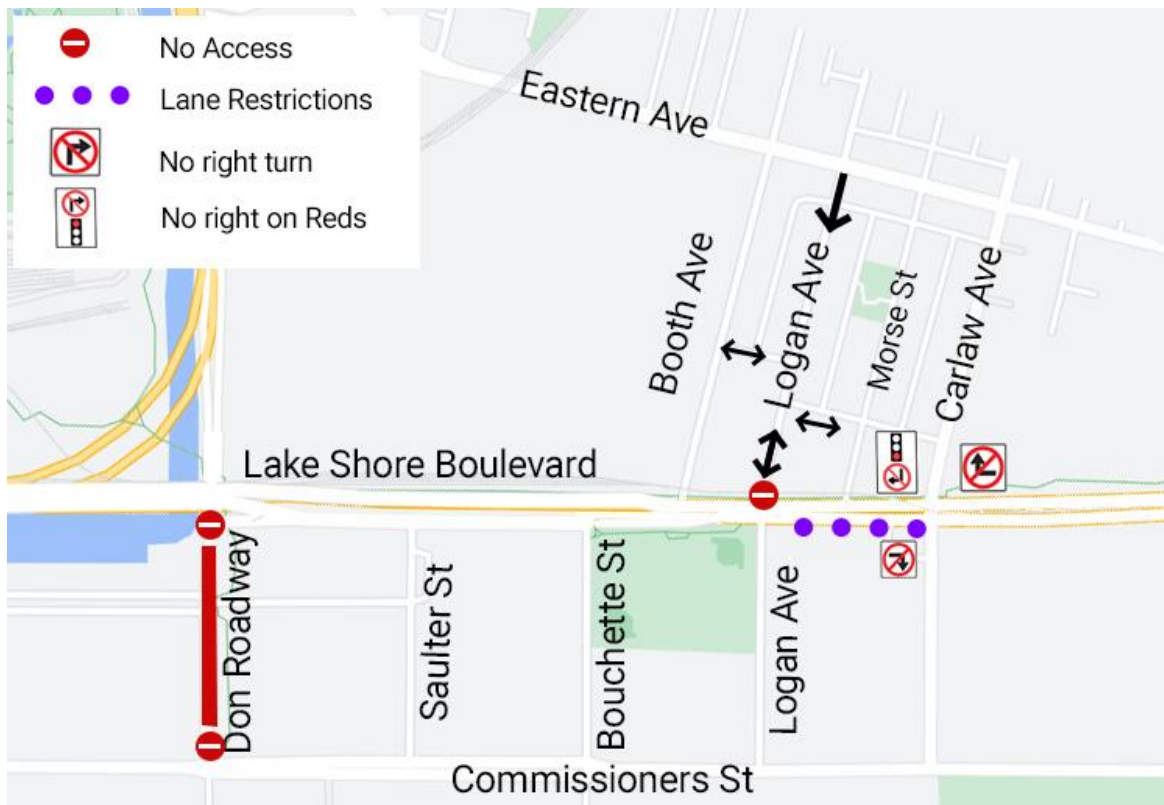 No Access
Lane Restrictions
No right turn
No right on Reds
Eastern Ave
Booth Ave
Logan Ave
Morse St
Carlaw Ave
Lake Shore Boulevard
Don Roadway
Saulter St
Bouchette St
Logan Ave
Commissioners St